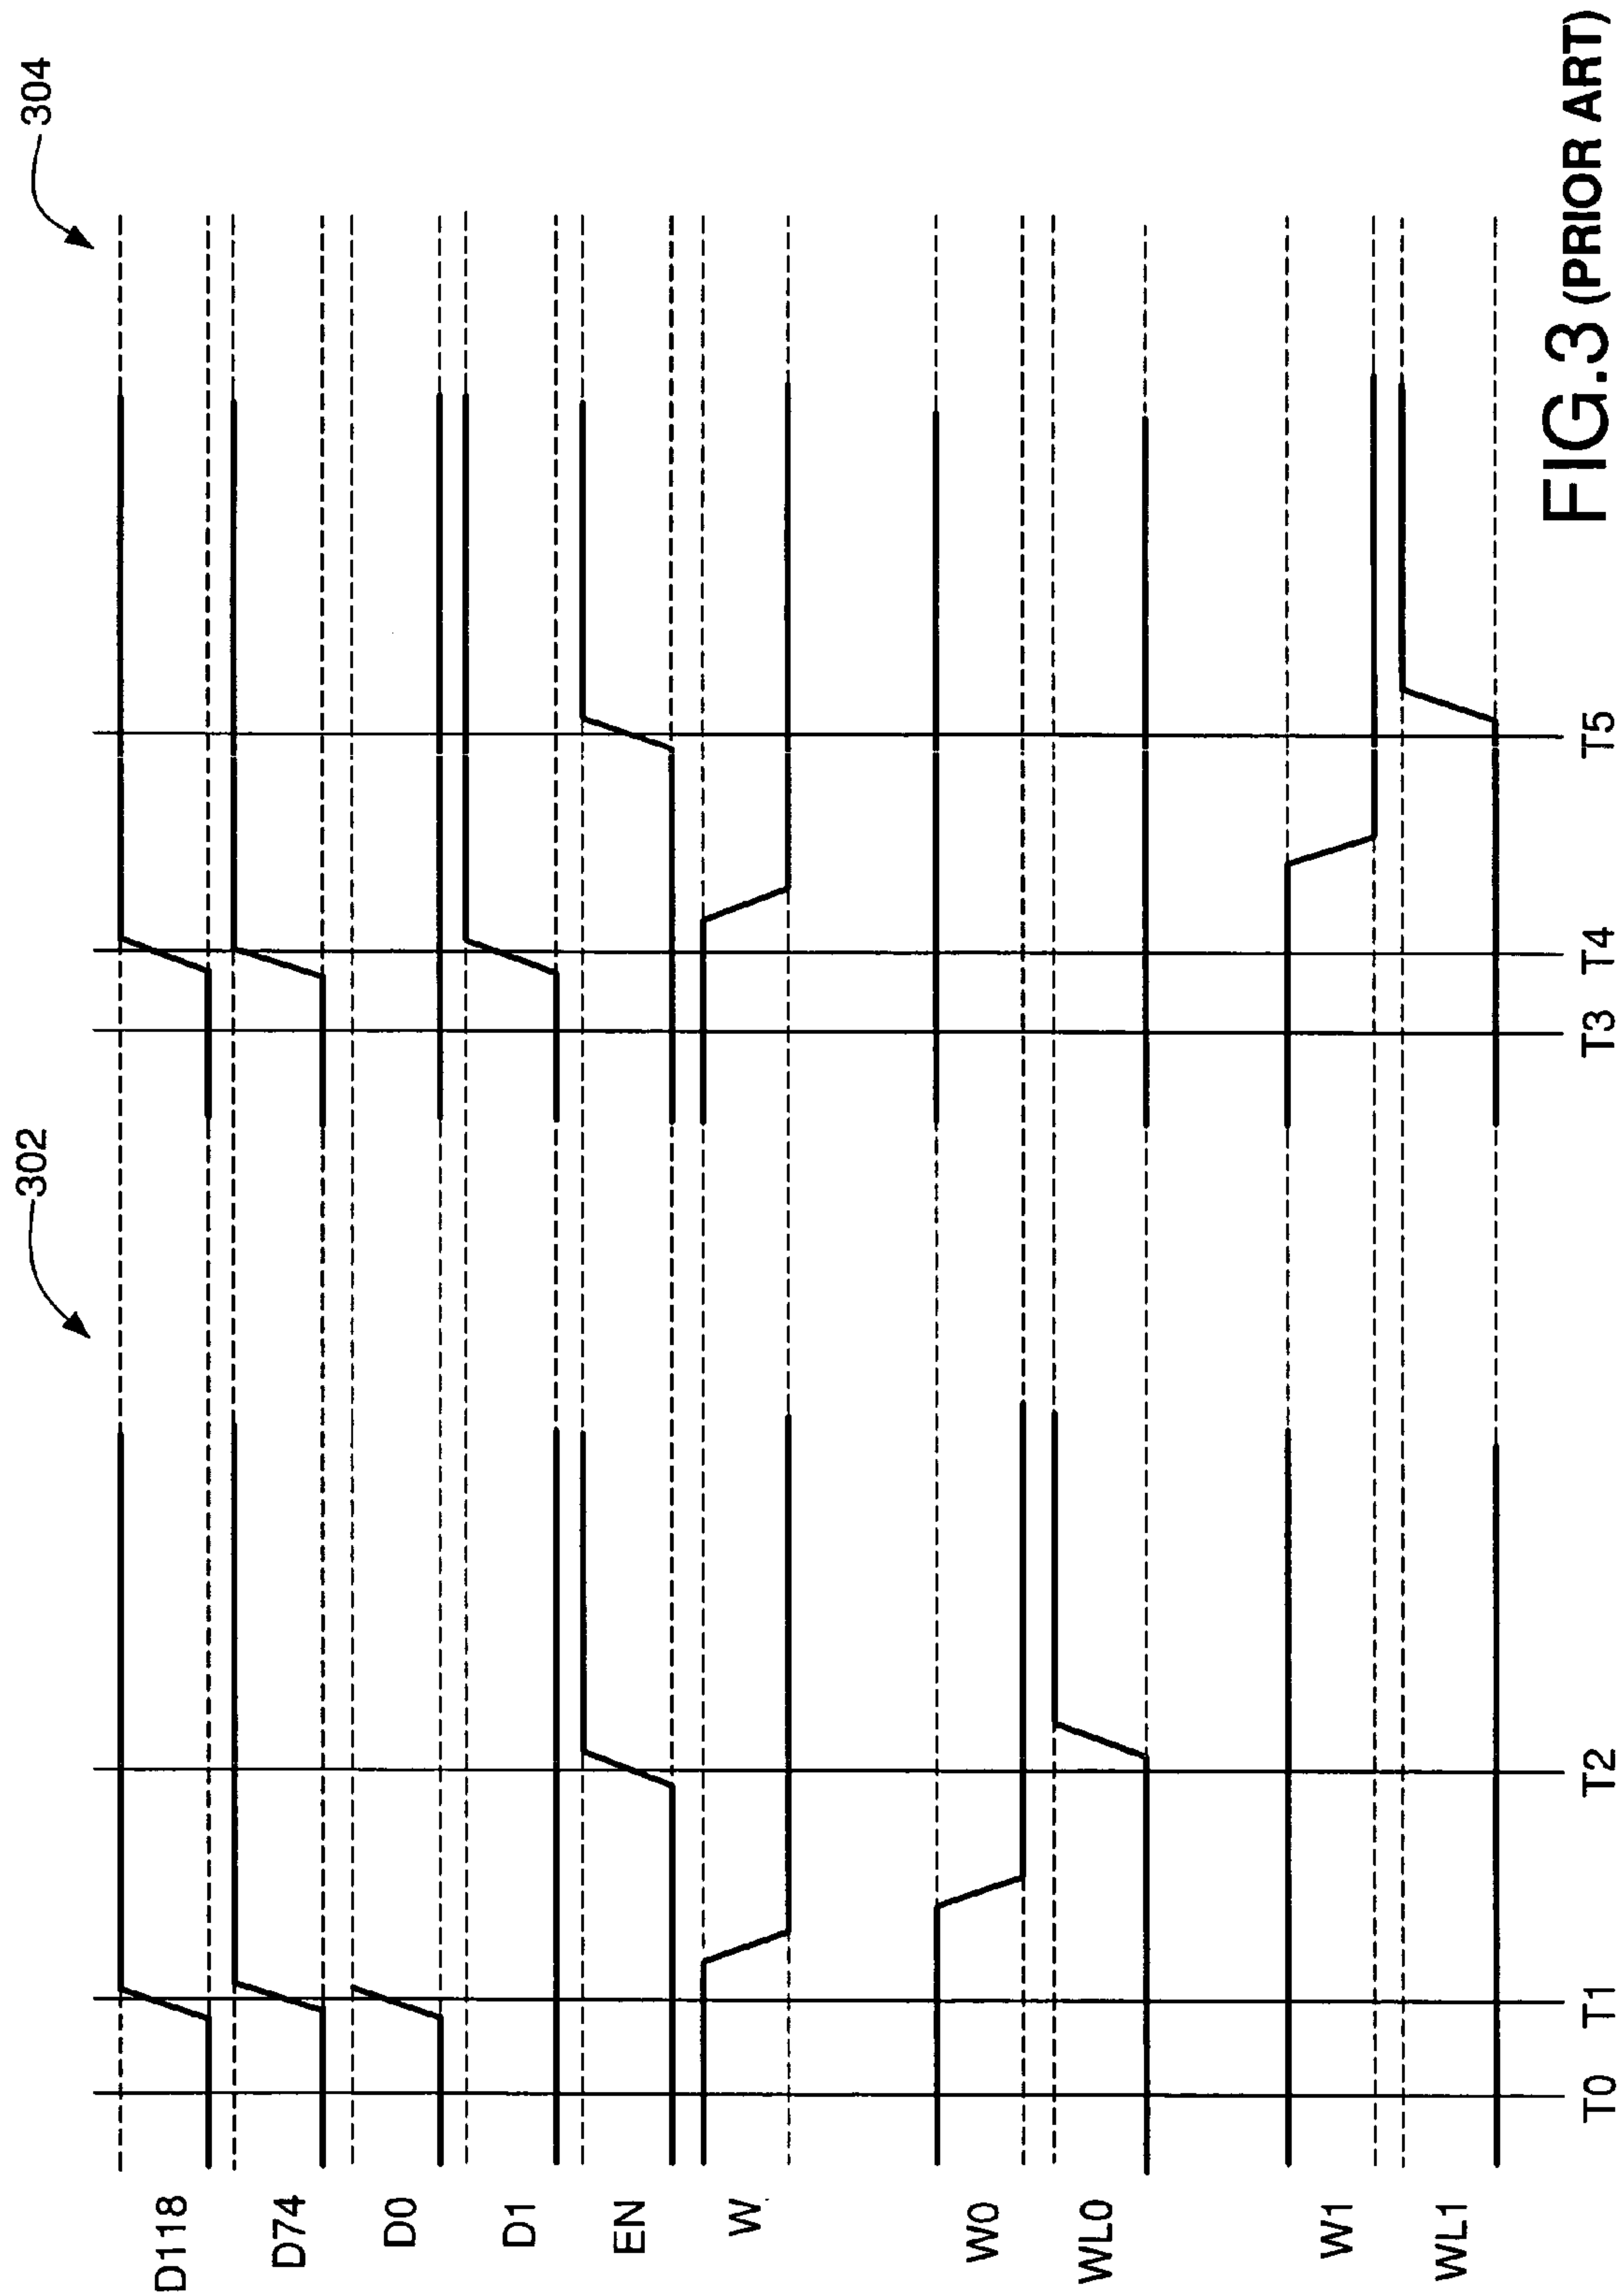 302
304
D118
D74
D0
D1
EN
W
W0
WL0
W1
WL1
T0 T1 T2 T3 T4 T5
FIG.3 (PRIOR ART)